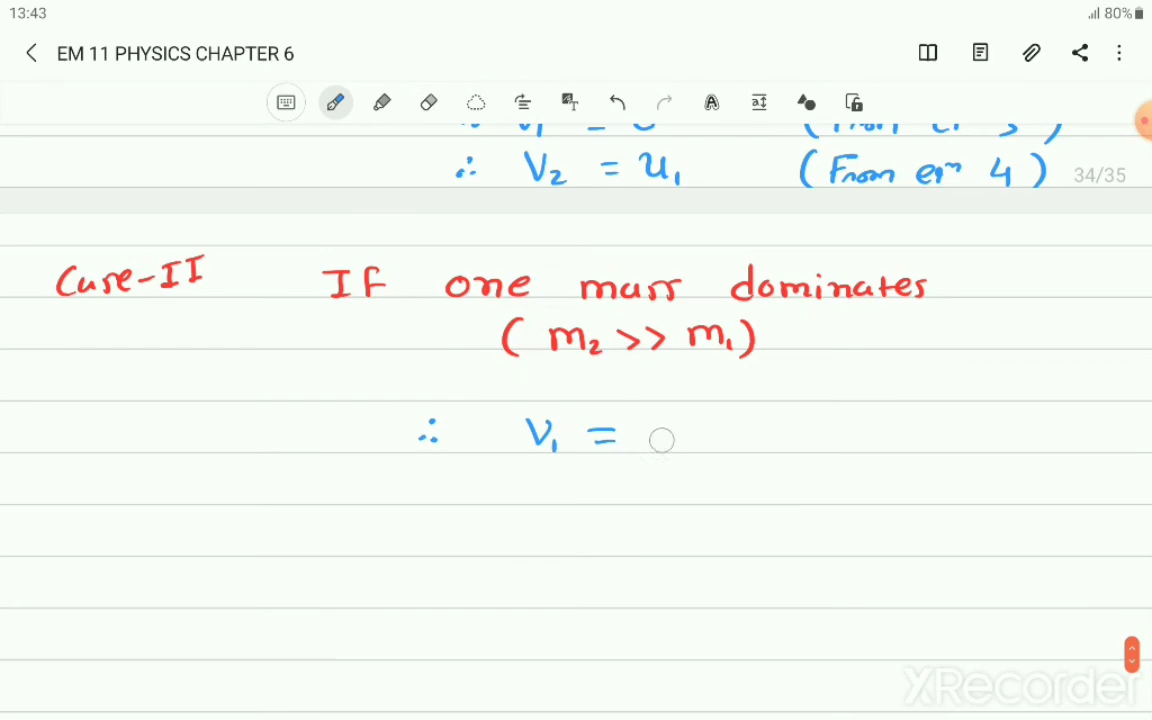 13:43
80%
EM 11 PHYSICS CHAPTER 6
∴ V₂ = u₁ (From eqn 4) 34/35
Case-II If one mass dominates
(m₂ >> m₁)
∴ V₁ =
XRecorder